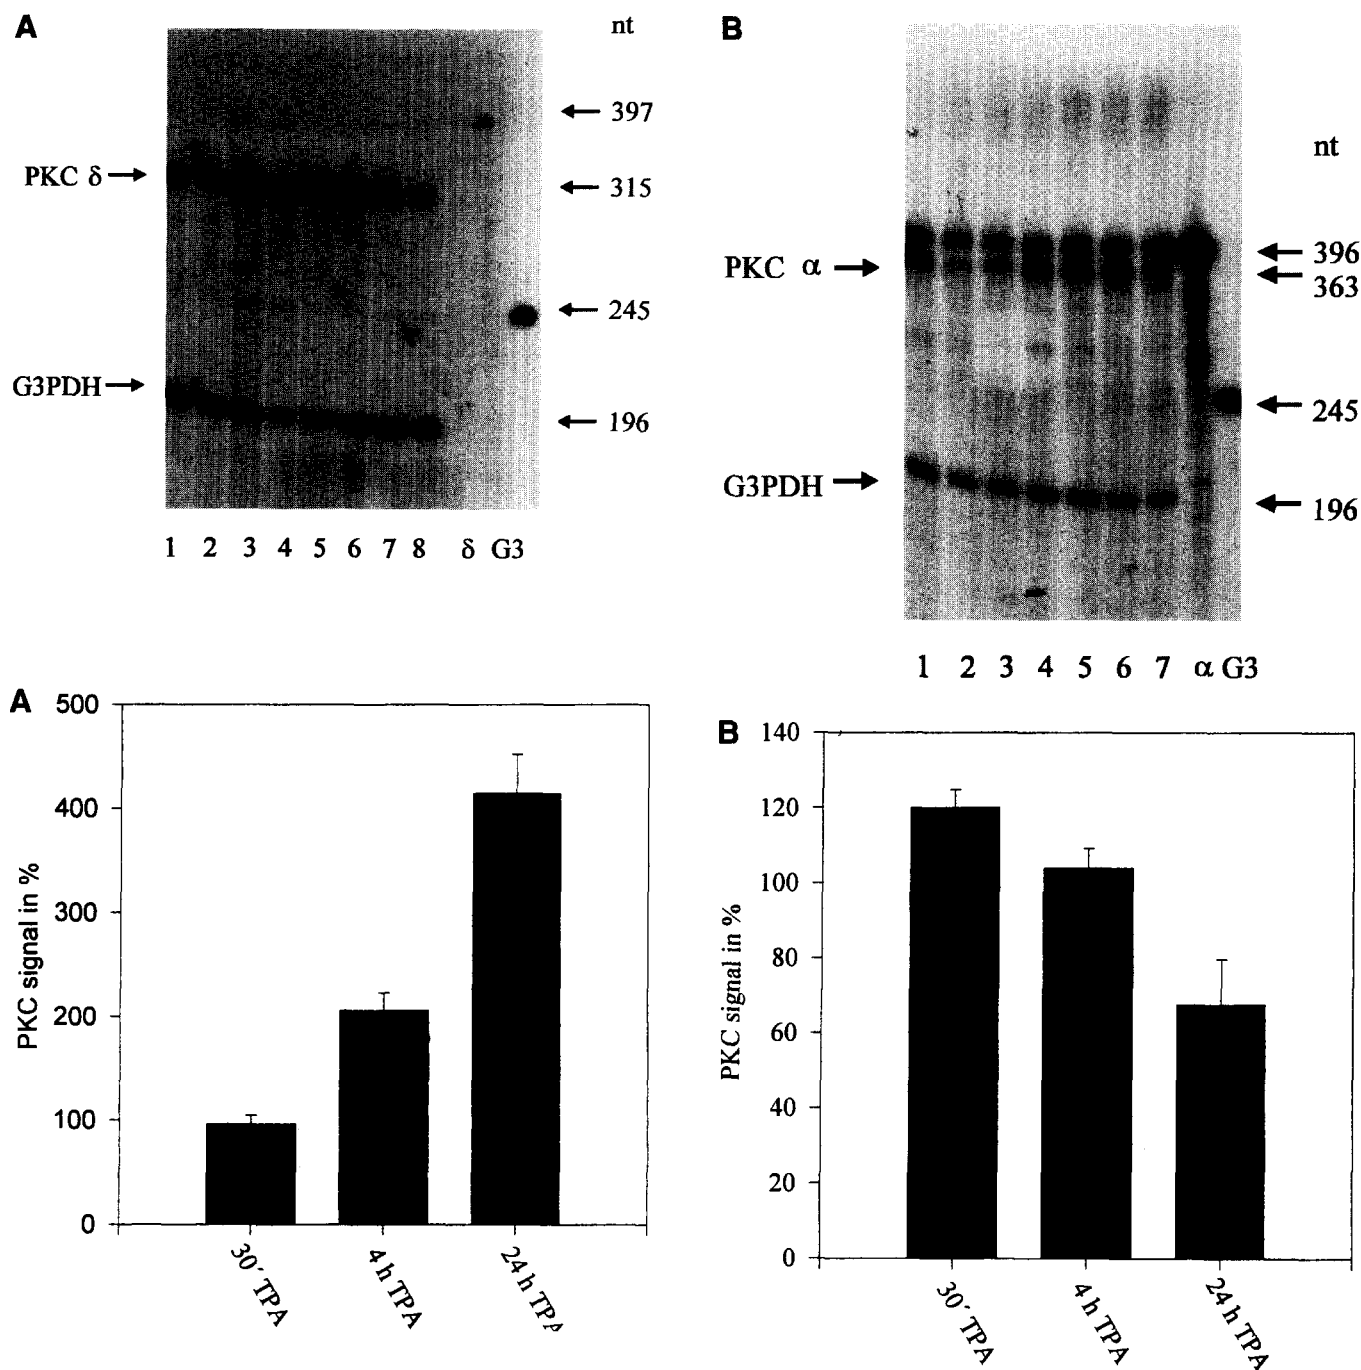 A
nt
397
PKC δ
315
245
G3PDH
196
1 2 3 4 5 6 7 8 δ G3
B
nt
PKC α
396
363
245
G3PDH
196
1 2 3 4 5 6 7 α G3
A
500
400
300
200
100
0
PKC signal in %
30´ TPA
4 h TPA
24 h TPA
B
140
120
100
80
60
40
20
0
PKC signal in %
30´ TPA
4 h TPA
24 h TPA